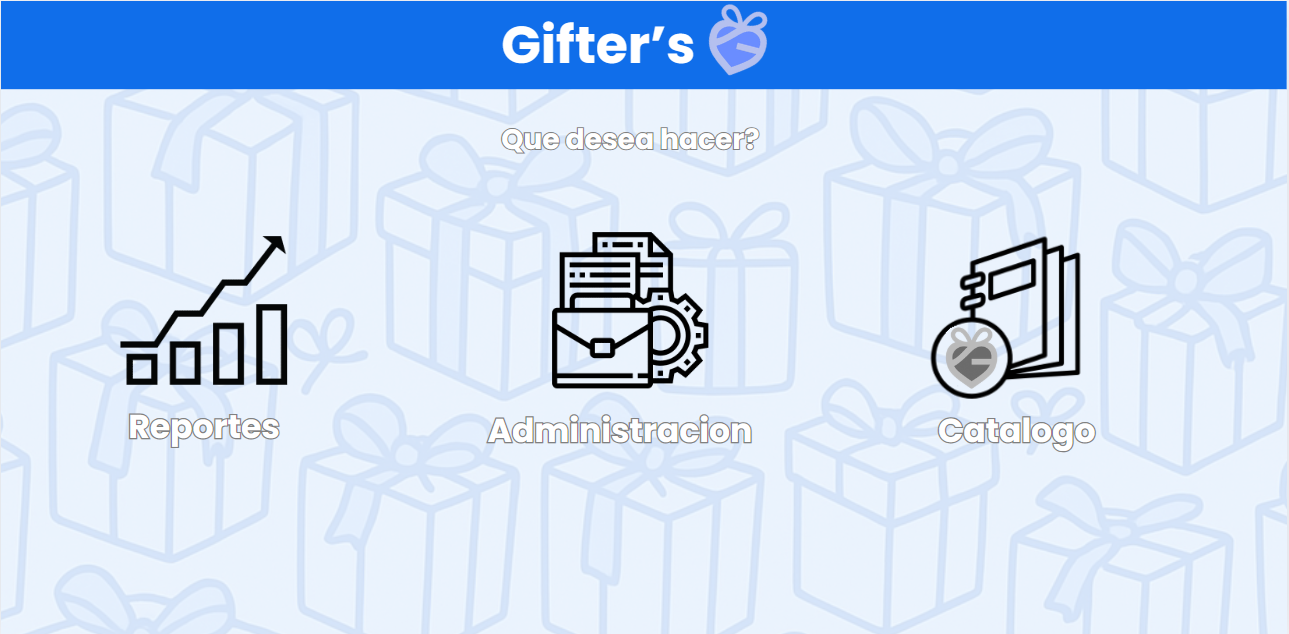 Gifter’s
Que desea hacer?
Reportes
Administracion
Catalogo